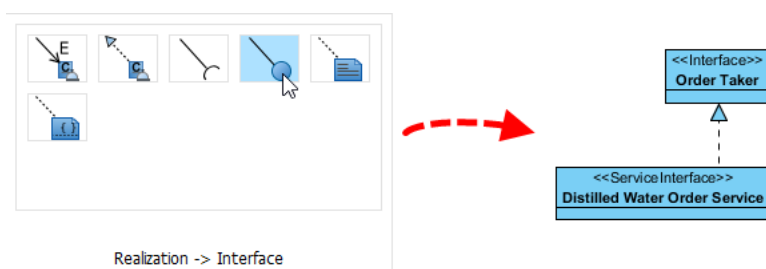 E
C
C
{ }
Realization -> Interface
<<Interface>>
Order Taker
<<ServiceInterface>>
Distilled Water Order Service